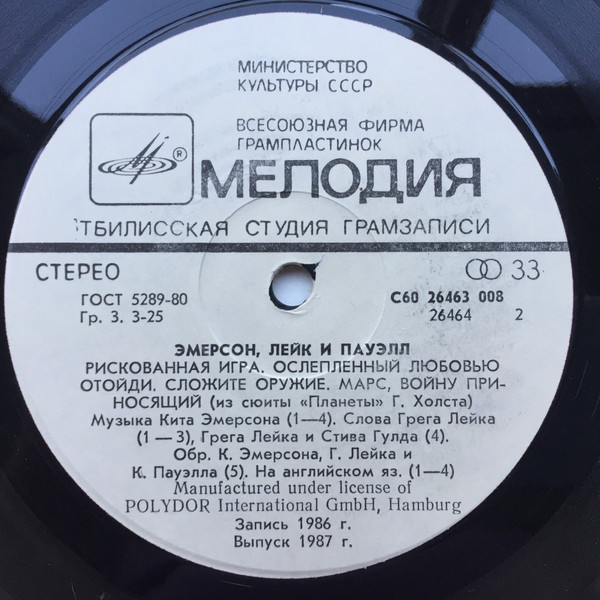 МИНИСТЕРСТВО
КУЛЬТУРЫ СССР
ВСЕСОЮЗНАЯ ФИРМА
ГРАМПЛАСТИНОК
®
МЕЛОДИЯ
ТБИЛИССКАЯ СТУДИЯ ГРАМЗАПИСИ
СТЕРЕО 33
ГОСТ 5289-80 С60 26463 008
Гр. 3. 3-25 26464 2
ЭМЕРСОН, ЛЕЙК И ПАУЭЛЛ
РИСКОВАННАЯ ИГРА. ОСЛЕПЛЕННЫЙ ЛЮБОВЬЮ
ОТОЙДИ. СЛОЖИТЕ ОРУЖИЕ. МАРС, ВОЙНУ ПРИ-
НОСЯЩИЙ (из сюиты «Планеты» Г. Холста)
Музыка Кита Эмерсона (1—4). Слова Грега Лейка
(1—3), Грега Лейка и Стива Гулда (4).
Обр. К. Эмерсона, Г. Лейка и
К. Пауэлла (5). На английском яз. (1—4)
Manufactured under license of
POLYDOR International GmbH, Hamburg
Запись 1986 г.
Выпуск 1987 г.